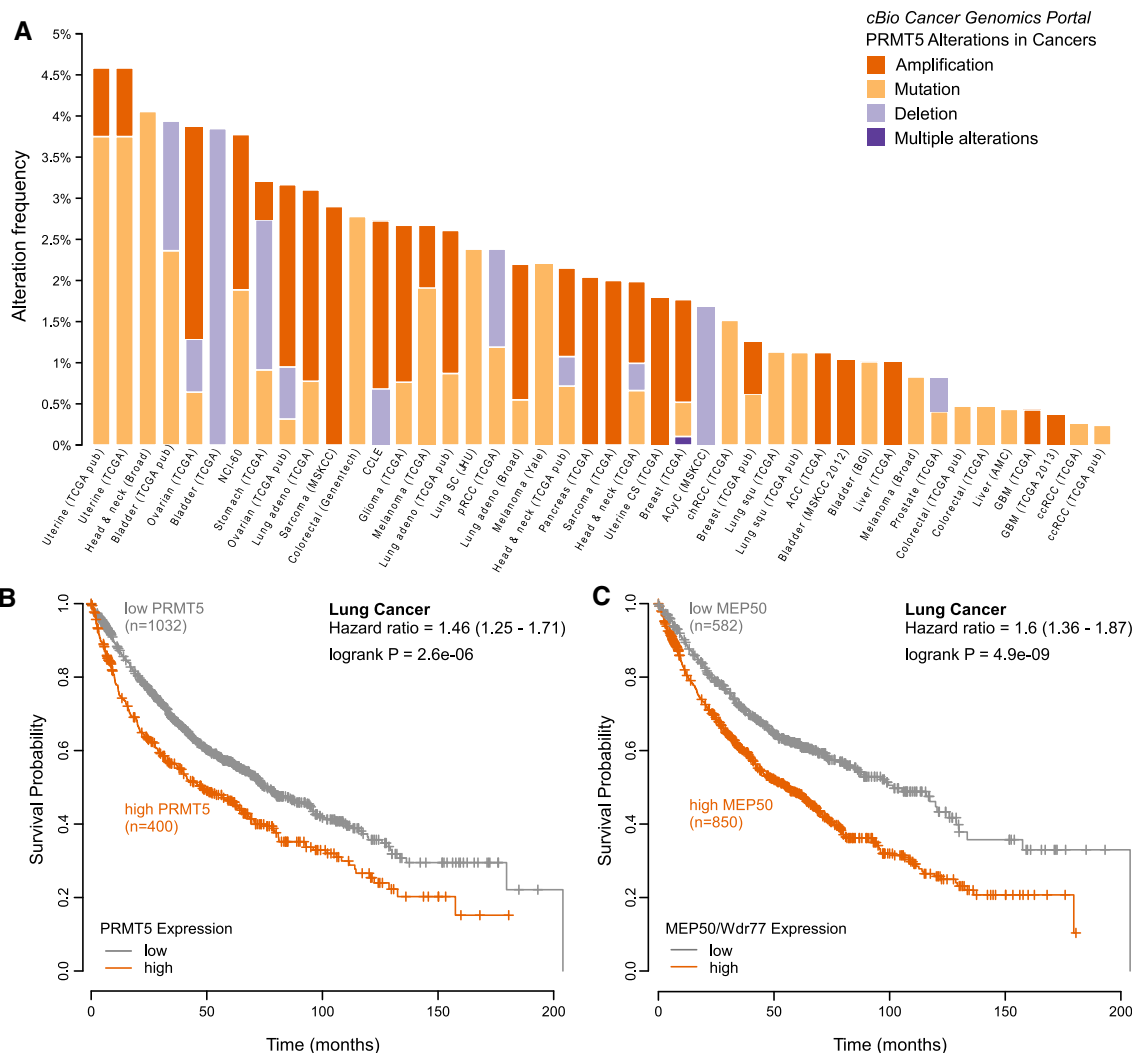 A
cBio Cancer Genomics Portal
PRMT5 Alterations in Cancers
Amplification
Mutation
Deletion
Multiple alterations
Alteration frequency
5%
4.5%
4%
3.5%
3%
2.5%
2%
1.5%
1%
0.5%
0%
Uterine (TCGA pub)
Uterine (TCGA)
Head & neck (Broad)
Bladder (TCGA pub)
Ovarian (TCGA)
Bladder (TCGA)
NCI-60
Stomach (TCGA)
Ovarian (TCGA pub)
Lung adeno (TCGA)
Sarcoma (MSKCC)
Colorectal (Genentech)
CCLE
Glioma (TCGA)
Melanoma (TCGA)
Lung adeno (TCGA pub)
Lung SC (JHU)
pRCC (TCGA)
Lung adeno (Broad)
Melanoma (Yale)
Head & neck (TCGA pub)
Pancreas (TCGA)
Sarcoma (TCGA)
Head & neck (TCGA)
Uterine CS (TCGA)
Breast (TCGA)
ACyC (MSKCC)
chRCC (TCGA)
Breast (TCGA pub)
Lung squ (TCGA)
Lung squ (TCGA pub)
ACC (TCGA)
Bladder (MSKCC 2012)
Bladder (BGI)
Liver (TCGA)
Melanoma (Broad)
Prostate (TCGA)
Colorectal (TCGA pub)
Colorectal (TCGA)
Liver (AMC)
GBM (TCGA)
GBM (TCGA 2013)
ccRCC (TCGA)
ccRCC (TCGA pub)
B
low PRMT5
(n=1032)
Lung Cancer
Hazard ratio = 1.46 (1.25 - 1.71)
logrank P = 2.6e-06
high PRMT5
(n=400)
PRMT5 Expression
low
high
Survival Probability
1.0
0.8
0.6
0.4
0.2
0.0
0 50 100 150 200
Time (months)
C
low MEP50
(n=582)
Lung Cancer
Hazard ratio = 1.6 (1.36 - 1.87)
logrank P = 4.9e-09
high MEP50
(n=850)
MEP50/Wdr77 Expression
low
high
Survival Probability
1.0
0.8
0.6
0.4
0.2
0.0
0 50 100 150 200
Time (months)